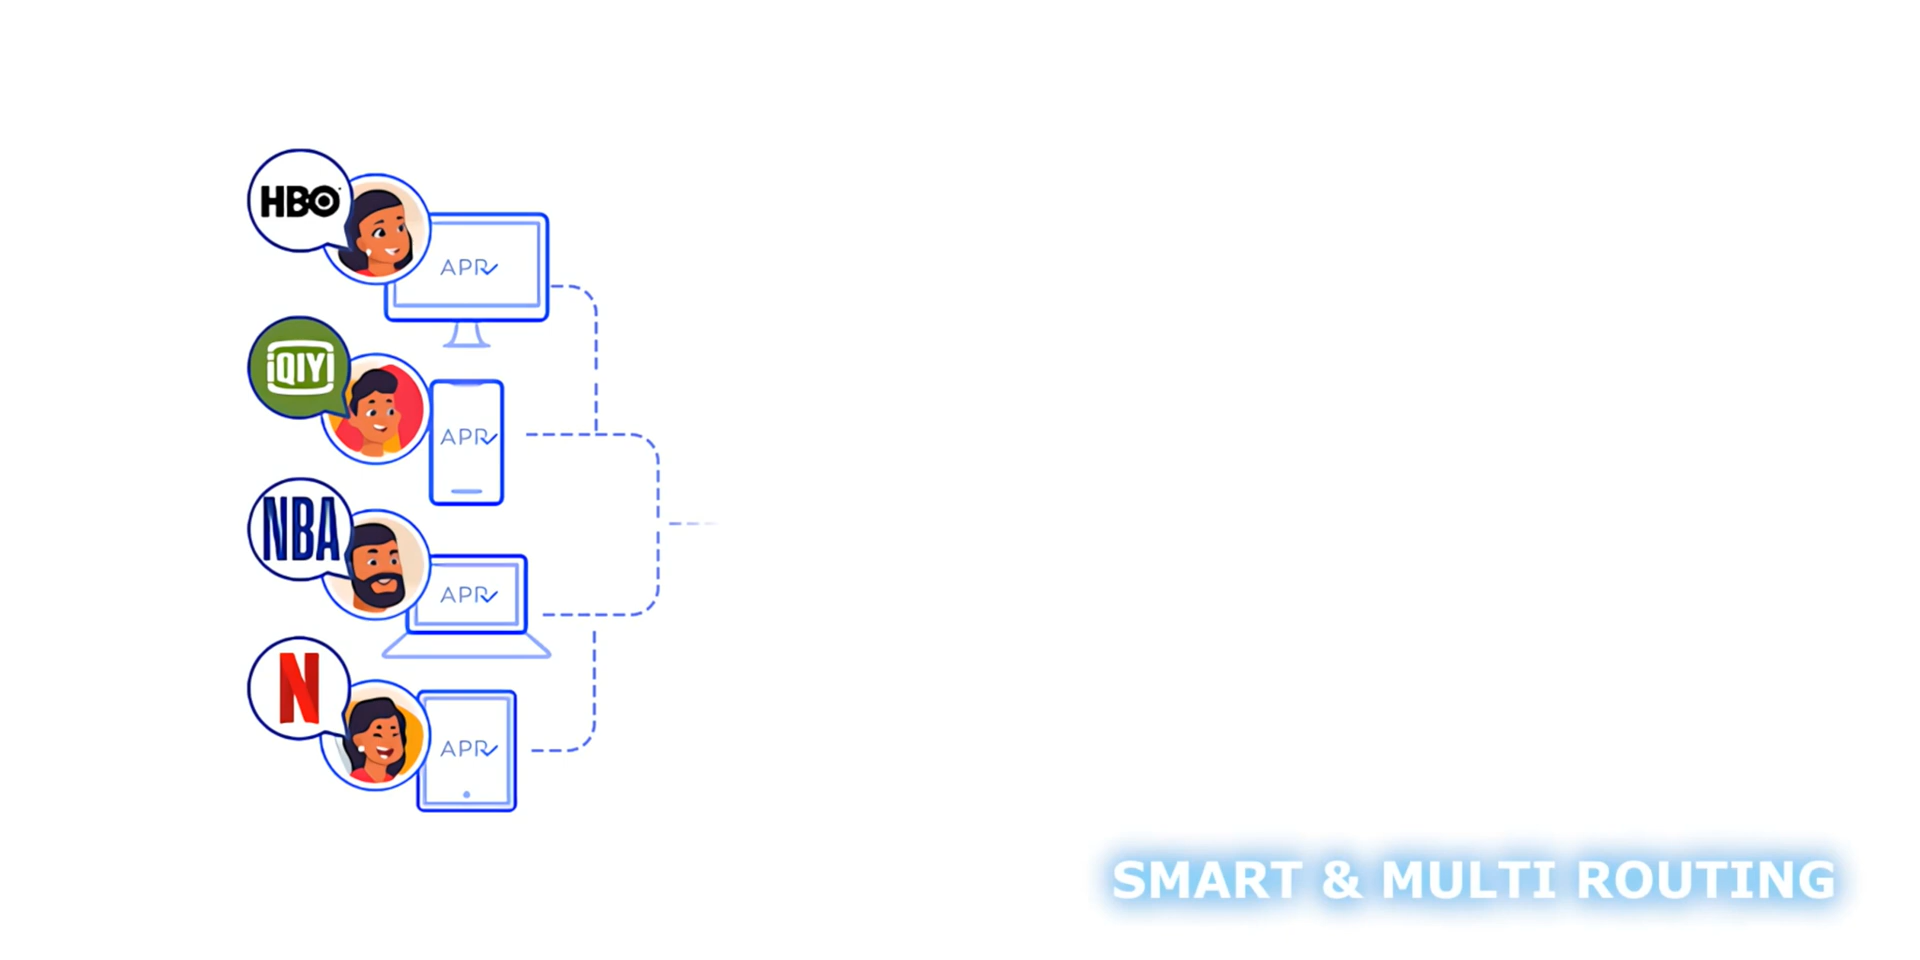 HBO
APR
iQIYI
APR
NBA
APR
N
APR
SMART & MULTI ROUTING